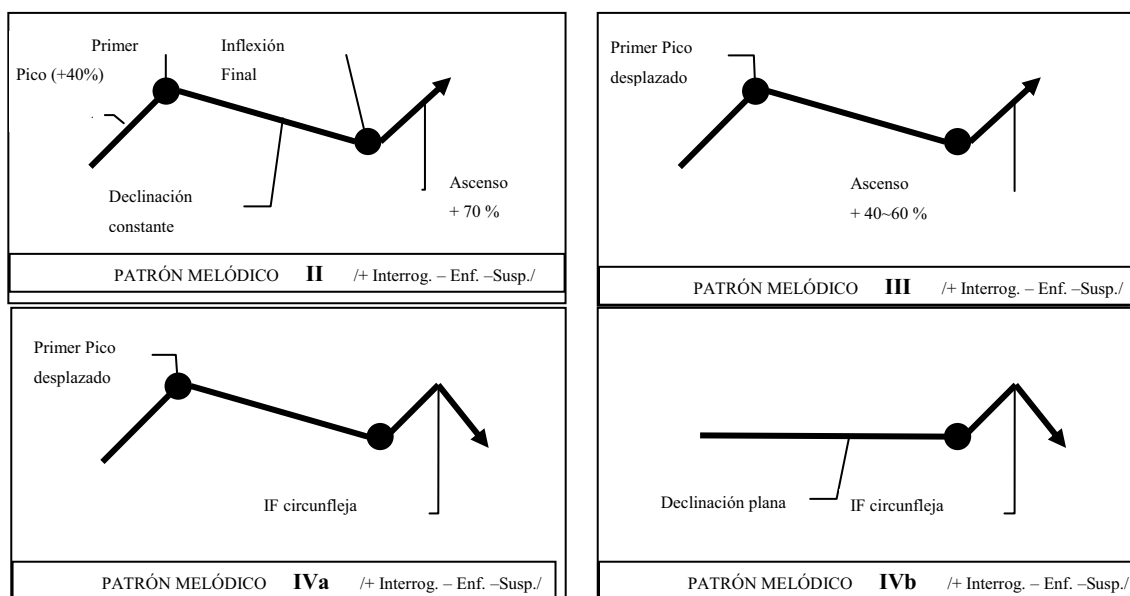 Primer
Pico (+40%)
Inflexión
Final
Declinación
constante
Ascenso
+ 70 %
PATRÓN MELÓDICO II /+ Interrog. – Enf. –Susp./
Primer Pico
desplazado
Ascenso
+ 40~60 %
PATRÓN MELÓDICO III /+ Interrog. – Enf. –Susp./
Primer Pico
desplazado
IF circunfleja
PATRÓN MELÓDICO IVa /+ Interrog. – Enf. –Susp./
Declinación plana
IF circunfleja
PATRÓN MELÓDICO IVb /+ Interrog. – Enf. –Susp./